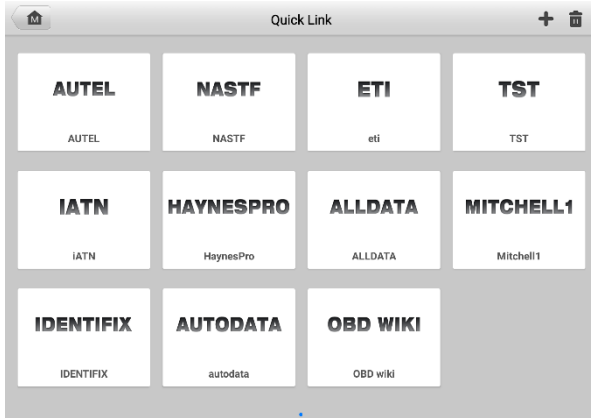 M
Quick Link
AUTEL NASTF ETI TST
AUTEL NASTF eti TST
IATN HAYNESPRO ALLDATA MITCHELL1
iATN HaynesPro ALLDATA Mitchell1
IDENTIFIX AUTODATA OBD WIKI
IDENTIFIX autodata OBD wiki